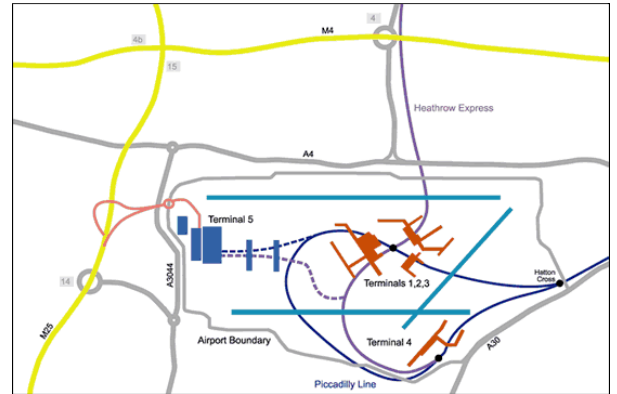 4
4b
M4
15
Heathrow Express
A4
Terminal 5
Hatton
Cross
Terminals 1,2,3
14
A3044
M25
Airport Boundary
Terminal 4
A30
Piccadilly Line